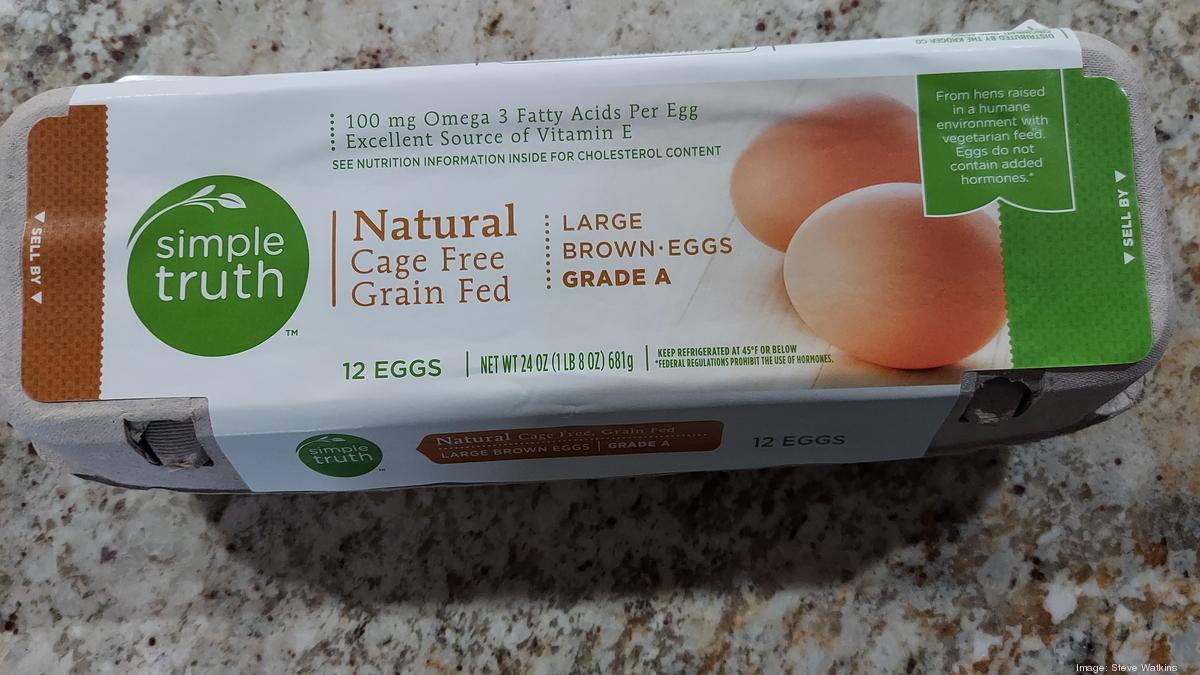 DISTRIBUTED BY THE KROGER CO
100 mg Omega 3 Fatty Acids Per Egg
Excellent Source of Vitamin E
SEE NUTRITION INFORMATION INSIDE FOR CHOLESTEROL CONTENT
From hens raised
in a humane
environment with
vegetarian feed.
Eggs do not
contain added
hormones.*
SELL BY
simple
truth
TM
Natural
Cage Free
Grain Fed
LARGE
BROWN·EGGS
GRADE A
SELL BY
12 EGGS
NET WT 24 OZ (1 LB 8 OZ) 681g
KEEP REFRIGERATED AT 45°F OR BELOW
*FEDERAL REGULATIONS PROHIBIT THE USE OF HORMONES.
simple
truth
Natural Cage Free, Grain Fed
LARGE BROWN EGGS GRADE A
12 EGGS
Image: Steve Watkins